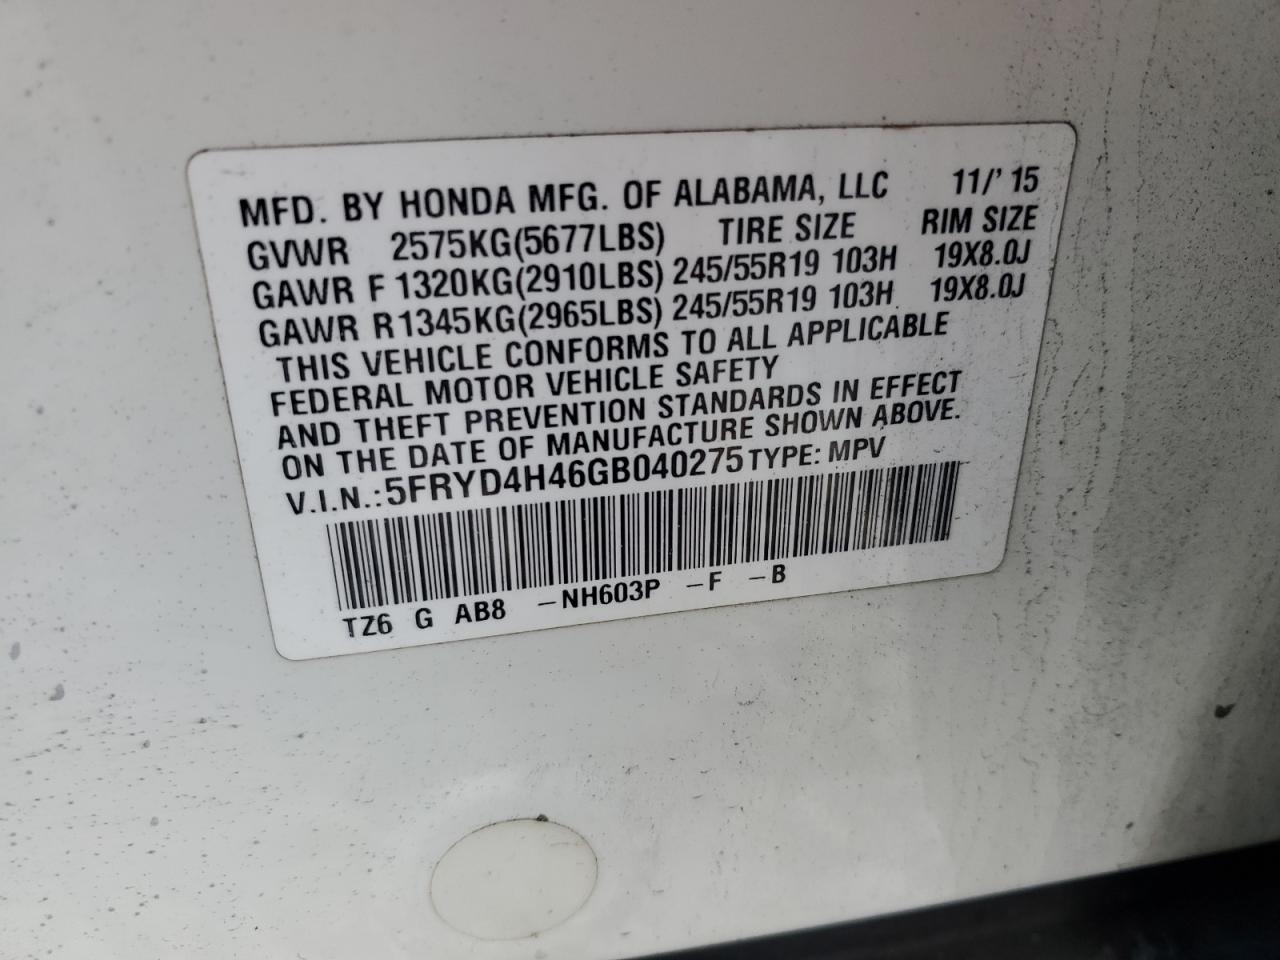 MFD. BY HONDA MFG. OF ALABAMA, LLC 11/'15
GVWR 2575KG(5677LBS) TIRE SIZE RIM SIZE
GAWR F 1320KG(2910LBS) 245/55R19 103H 19X8.0J
GAWR R1345KG(2965LBS) 245/55R19 103H 19X8.0J
THIS VEHICLE CONFORMS TO ALL APPLICABLE
FEDERAL MOTOR VEHICLE SAFETY
AND THEFT PREVENTION STANDARDS IN EFFECT
ON THE DATE OF MANUFACTURE SHOWN ABOVE.
V.I.N.:5FRYD4H46GB040275 TYPE: MPV
TZ6 G AB8 -NH603P -F -B